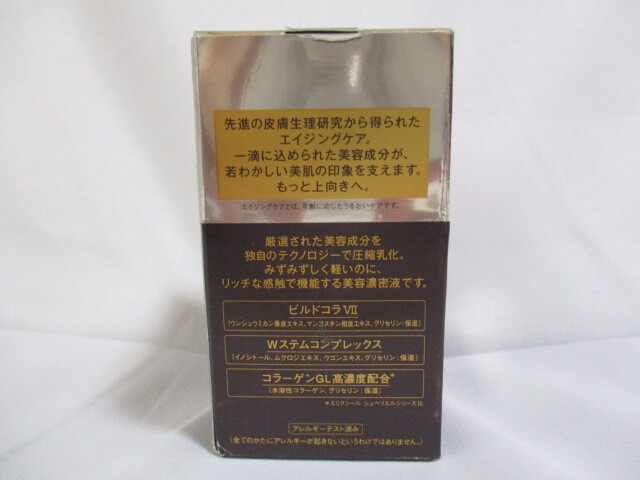 先進の皮膚生理研究から得られた
エイジングケア。
一滴に込められた美容成分が、
若わかしい美肌の印象を支えます。
もっと上向きへ。
エイジングケアとは、年齢に応じたうるおいケアです。
厳選された美容成分を
独自のテクノロジーで圧縮乳化。
みずみずしく軽いのに、
リッチな感触で機能する美容濃密液です。
ビルドコラⅦ
(ウンシュウミカン果皮エキス、マンゴスチン樹皮エキス、グリセリン:保湿)
Wステムコンプレックス
(イノシトール、ムクロジエキス、ウコンエキス、グリセリン:保湿)
コラーゲンGL高濃度配合*
(水溶性コラーゲン、グリセリン:保湿)
*エリクシール シュペリエルシリーズ比
アレルギーテスト済み
(全てのかたにアレルギーが起きないというわけではありません。)